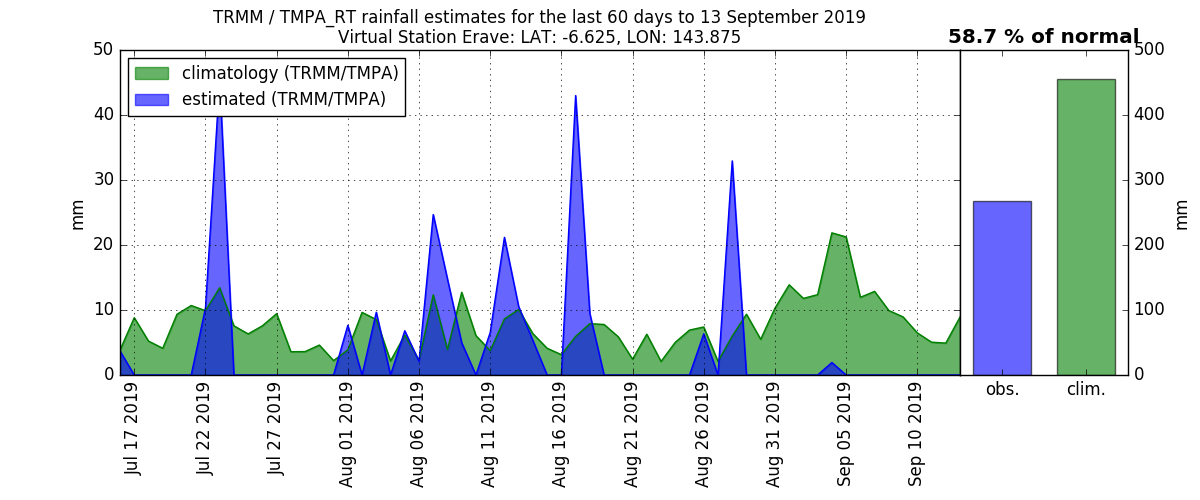 TRMM / TMPA_RT rainfall estimates for the last 60 days to 13 September 2019
Virtual Station Erave: LAT: -6.625, LON: 143.875
58.7 % of normal
climatology (TRMM/TMPA)
estimated (TRMM/TMPA)
50
40
30
20
10
0
mm
Jul 17 2019
Jul 22 2019
Jul 27 2019
Aug 01 2019
Aug 06 2019
Aug 11 2019
Aug 16 2019
Aug 21 2019
Aug 26 2019
Aug 31 2019
Sep 05 2019
Sep 10 2019
500
400
300
200
100
0
mm
obs.
clim.